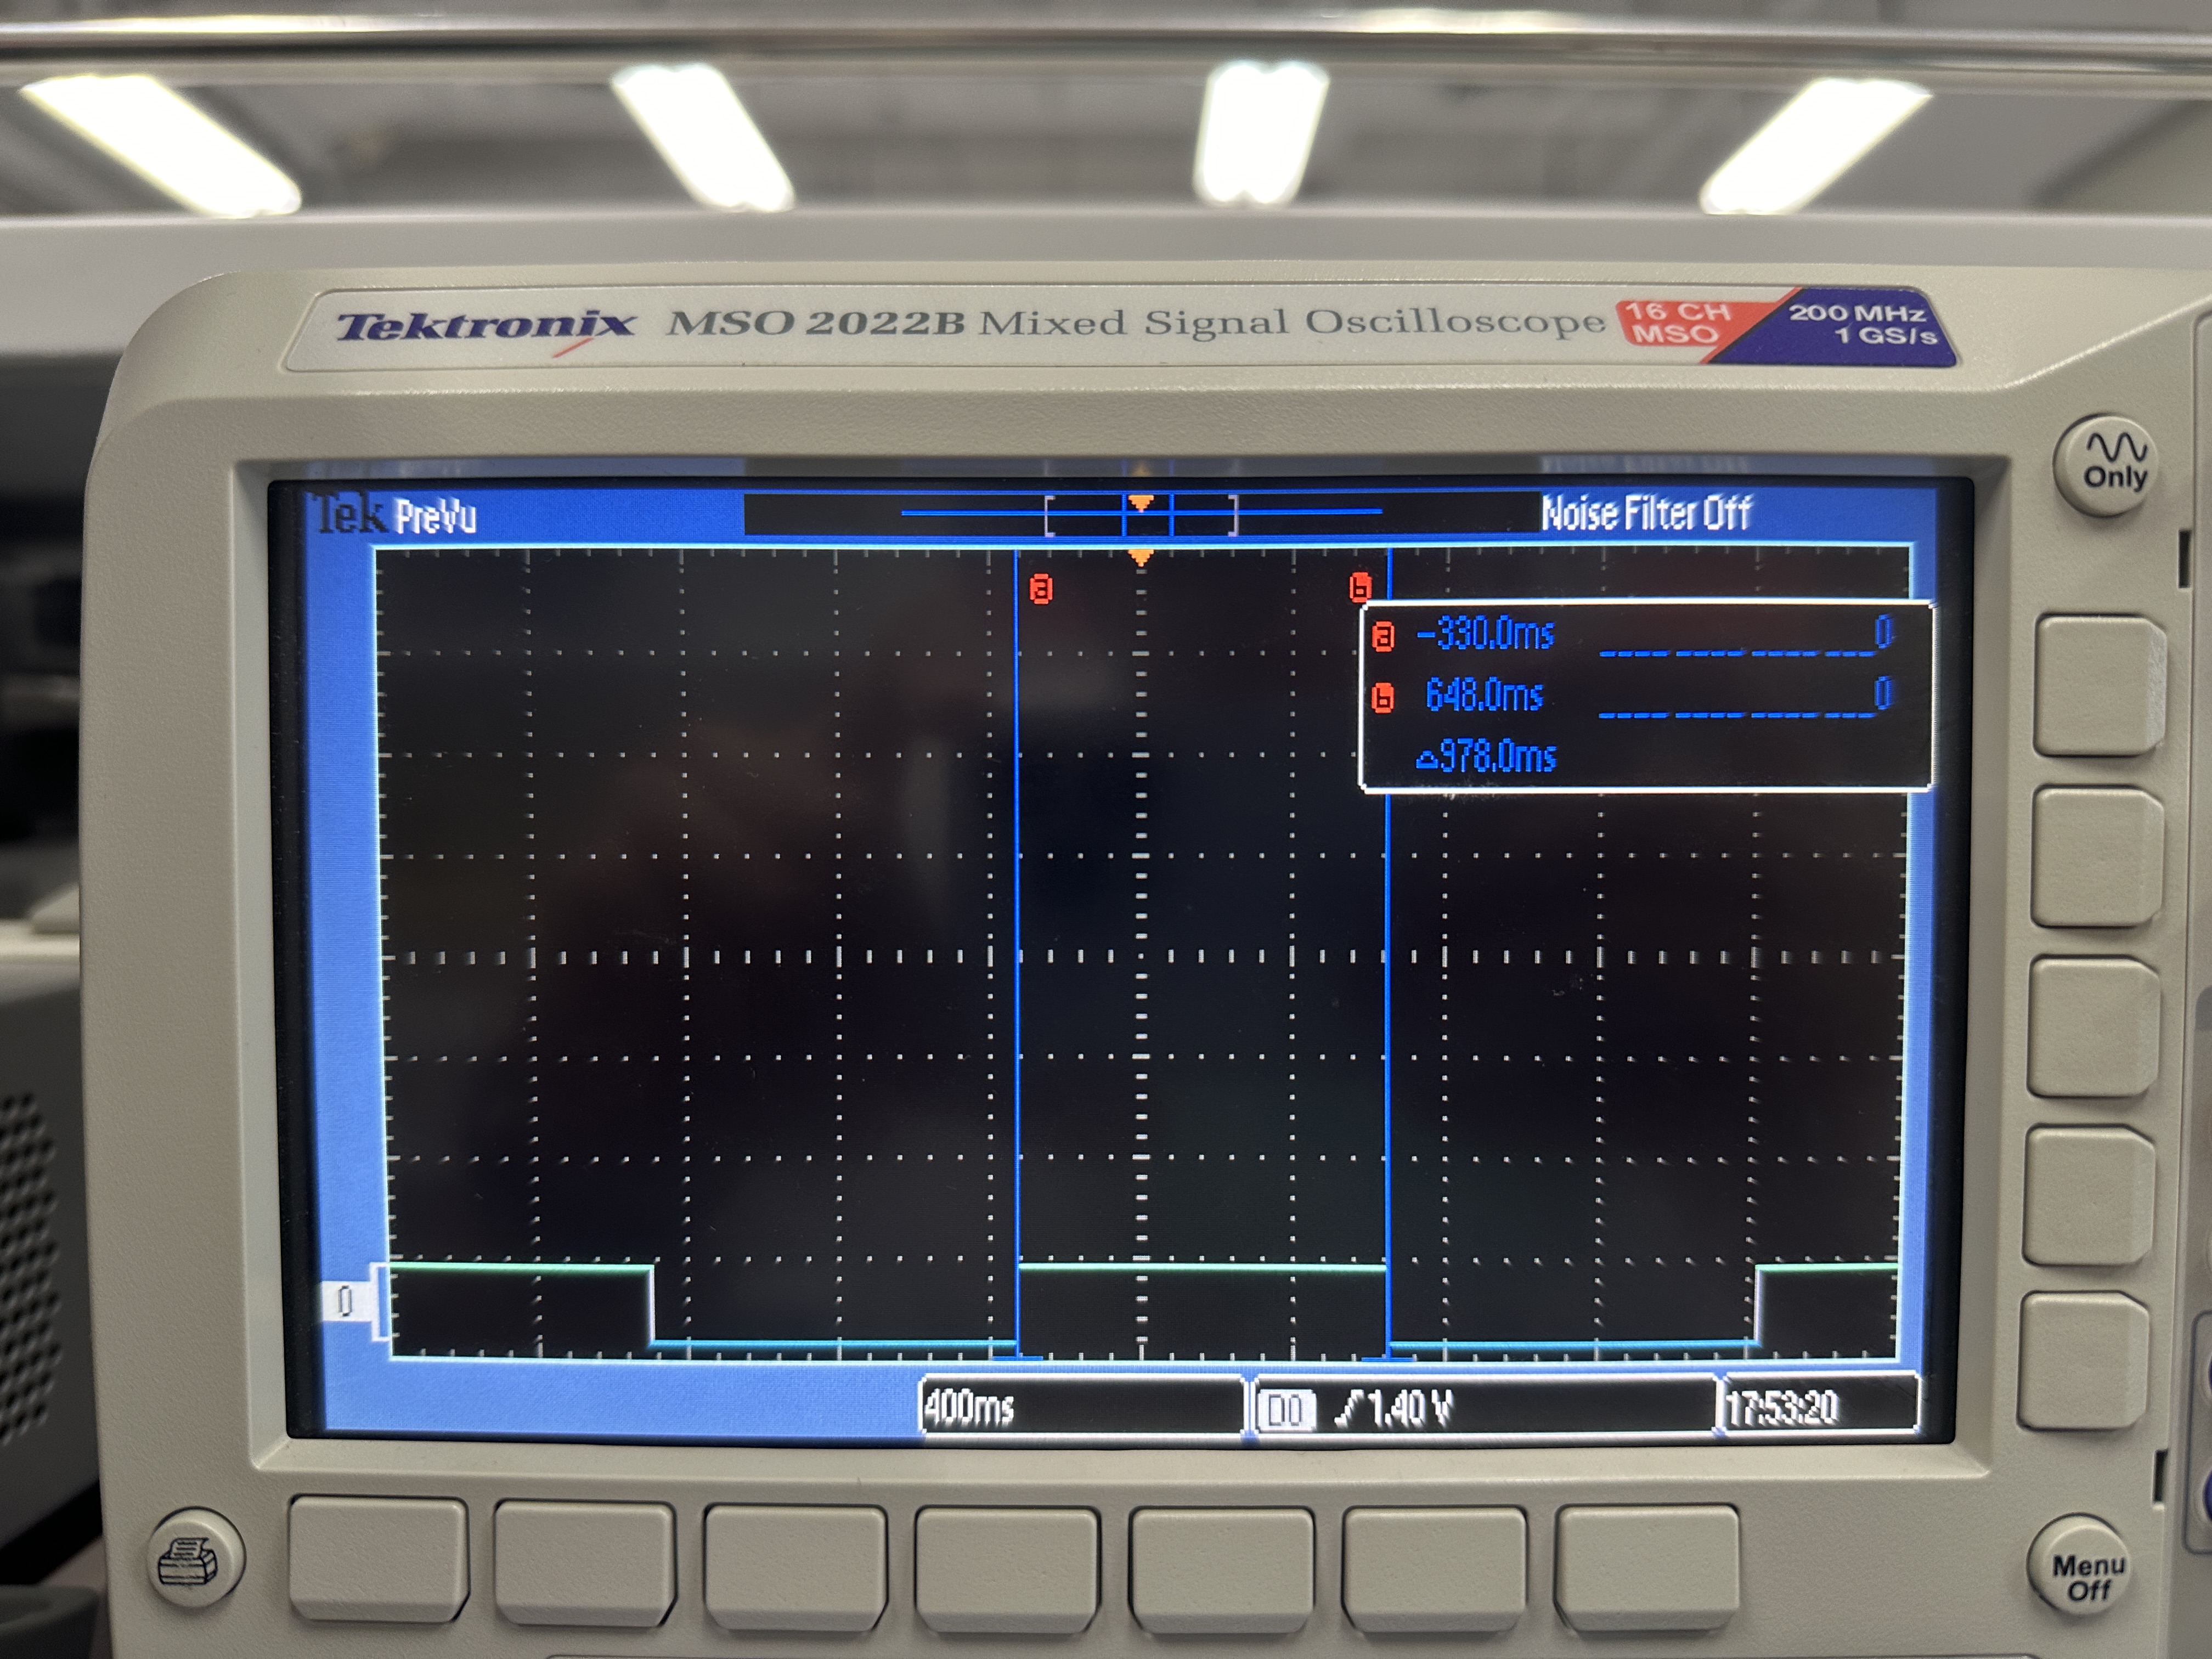 Tektronix MSO 2022B Mixed Signal Oscilloscope
16 CH MSO
200 MHz
1 GS/s
Only
Tek PreVu
Noise Filter Off
a
b
a -330.0ms 0
b 648.0ms 0
△978.0ms
0
400ms
D0 1.40 V
17:53:20
Menu
Off